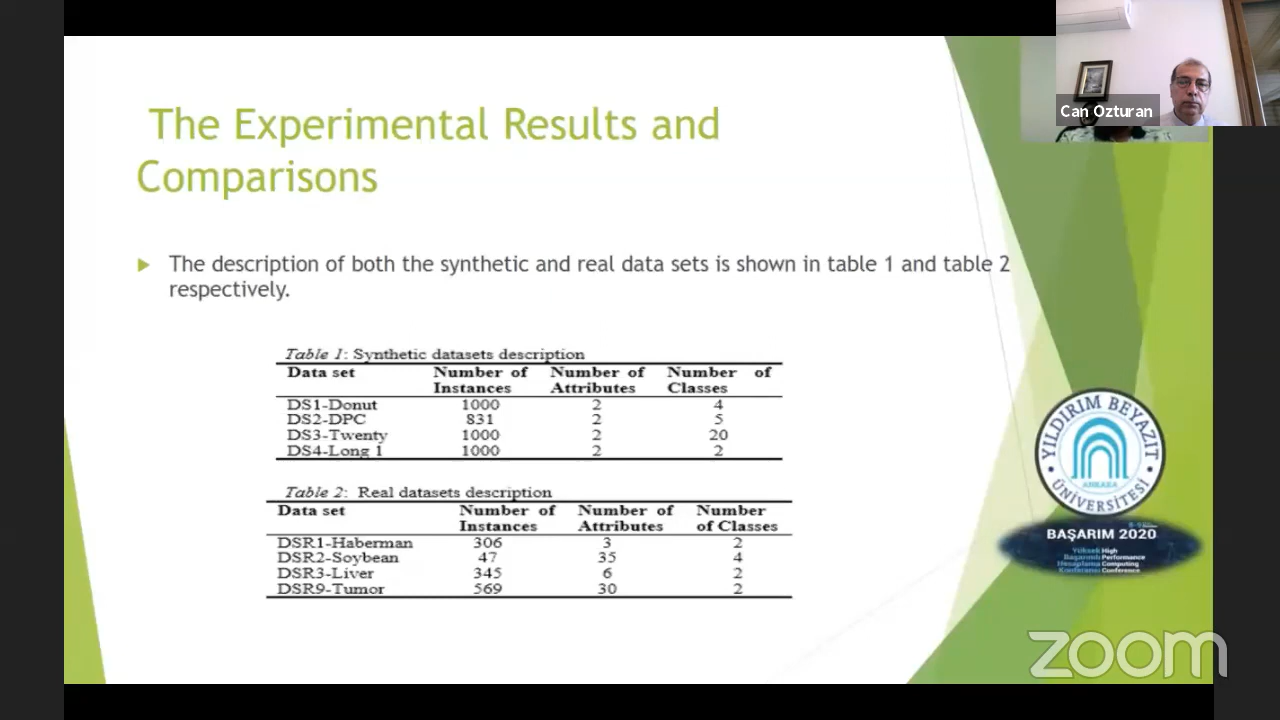 The Experimental Results and
Comparisons
The description of both the synthetic and real data sets is shown in table 1 and table 2
respectively.
Table 1: Synthetic datasets description
Data set Number of Instances Number of Attributes Number of Classes
DS1-Donut 1000 2 4
DS2-DPC 831 2 5
DS3-Twenty 1000 2 20
DS4-Long 1 1000 2 2
Table 2: Real datasets description
Data set Number of Instances Number of Attributes Number of Classes
DSR1-Haberman 306 3 2
DSR2-Soybean 47 35 4
DSR3-Liver 345 6 2
DSR9-Tumor 569 30 2
Can Ozturan
YILDIRIM BEYAZIT
ANKARA
ÜNİVERSİTESİ
BAŞARIM 2020
Yüksek High
Başarımlı Performance
Hesaplama Computing
Konferansı Conference
zoom